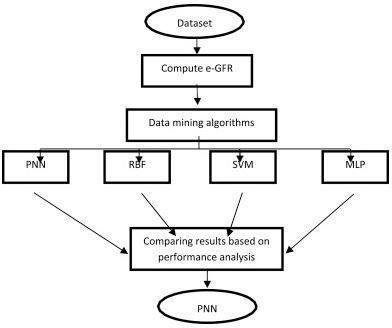 Dataset
Compute e-GFR
Data mining algorithms
PNN
RBF
SVM
MLP
Comparing results based on
performance analysis
PNN